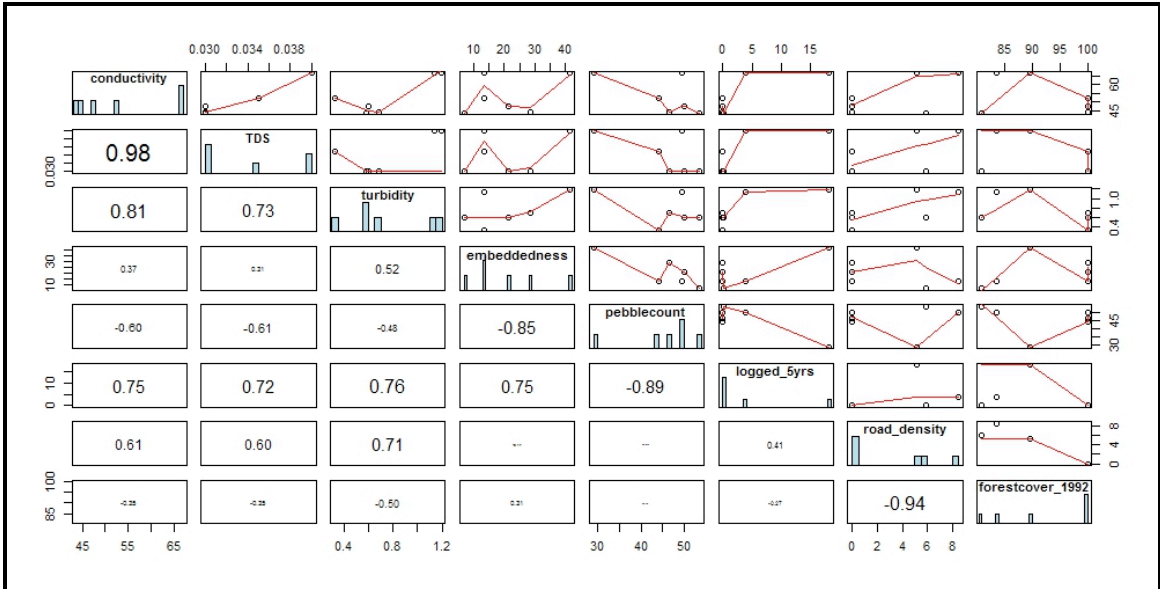 0.030 0.034 0.038 10 20 30 40 0 5 10 15 85 90 95 100
conductivity
45 60
0.030
0.98
TDS
0.81 0.73
turbidity
0.4 1.0
10 30
0.37 0.31 0.52
embeddedness
-0.60 -0.61 -0.48 -0.85
pebblecount
30 45
0 10
0.75 0.72 0.76 0.75 -0.89
logged_5yrs
0.61 0.60 0.71 0.41
road_density
0 4 8
85 100
-0.50 0.21 -0.94
forestcover_1992
45 55 65 0.4 0.8 1.2 30 40 50 0 2 4 6 8